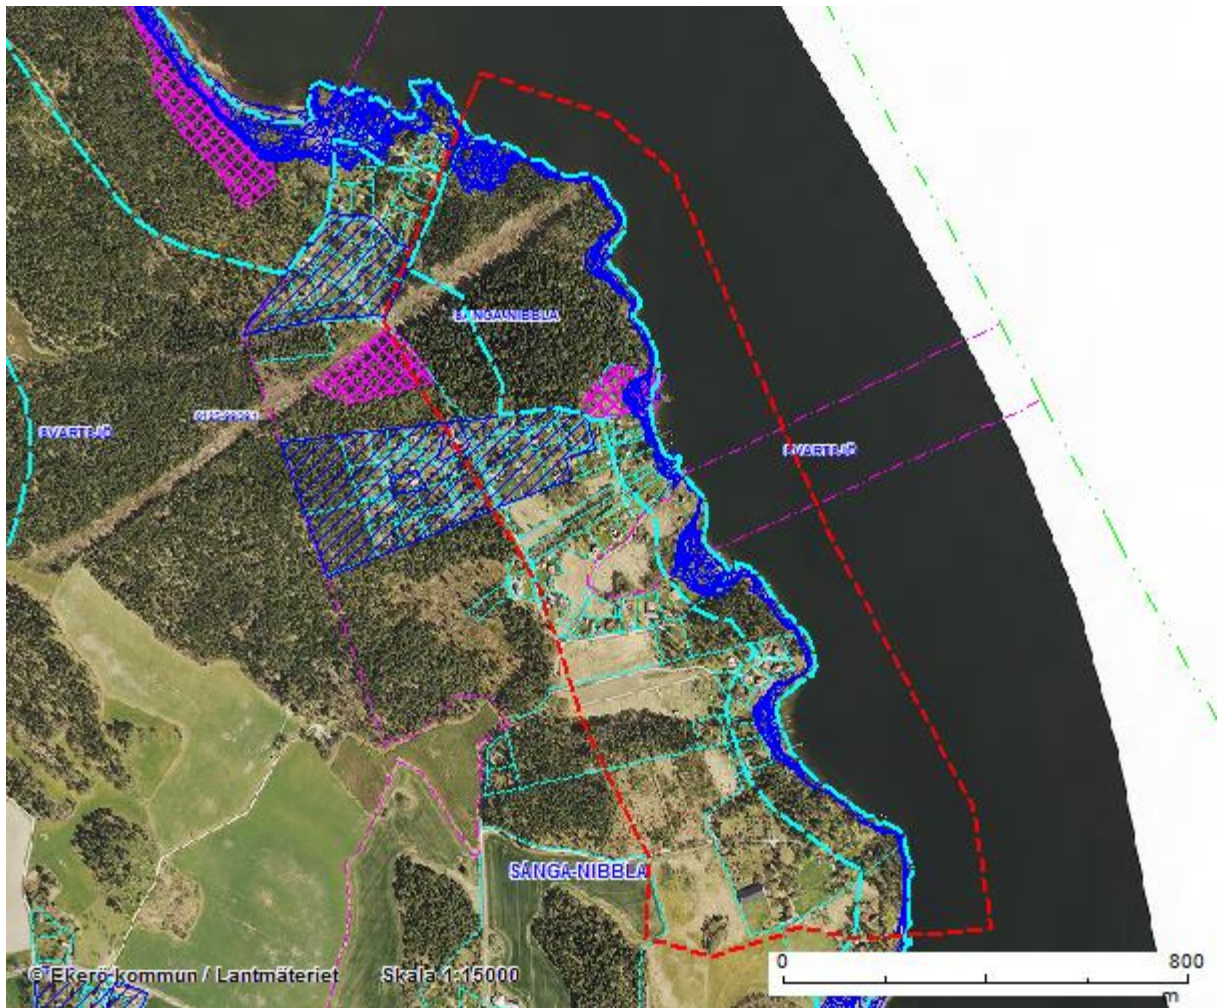 SÅNGA-NIBBLA
SVARTSJÖ
SVARTSJÖ
SÅNGA-NIBBLA
© Ekerö kommun / Lantmäteriet
Skala 1:15000
0
800
m